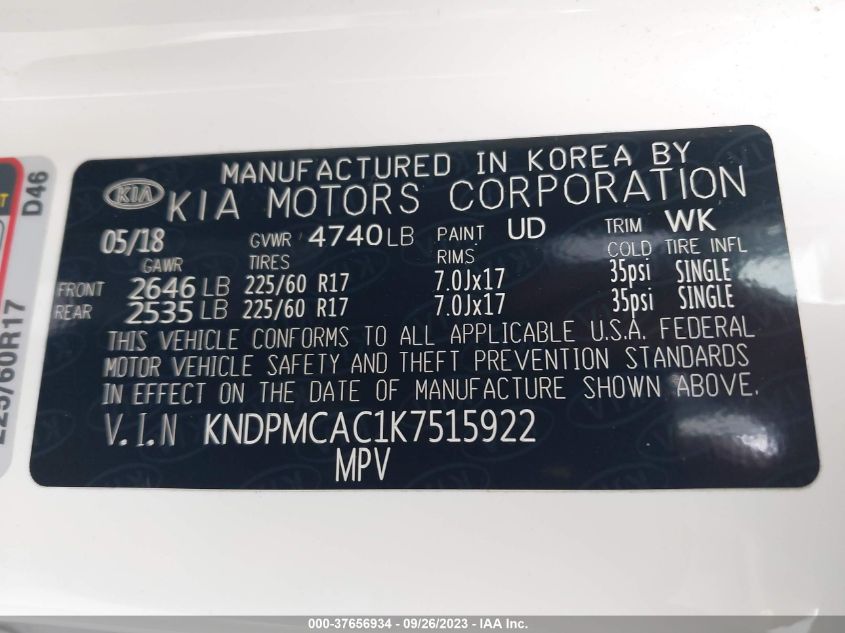 MANUFACTURED IN KOREA BY
KIA KIA MOTORS CORPORATION
05/18 GVWR 4740 LB PAINT UD TRIM WK
GAWR TIRES RIMS COLD TIRE INFL
FRONT 2646 LB 225/60 R17 7.0Jx17 35psi SINGLE
REAR 2535 LB 225/60 R17 7.0Jx17 35psi SINGLE
THIS VEHICLE CONFORMS TO ALL APPLICABLE U.S.A. FEDERAL
MOTOR VEHICLE SAFETY AND THEFT PREVENTION STANDARDS
IN EFFECT ON THE DATE OF MANUFACTURE SHOWN ABOVE.
V.I.N KNDPMCAC1K7515922
MPV
D46
225/60R17
000-37656934 - 09/26/2023 - IAA Inc.